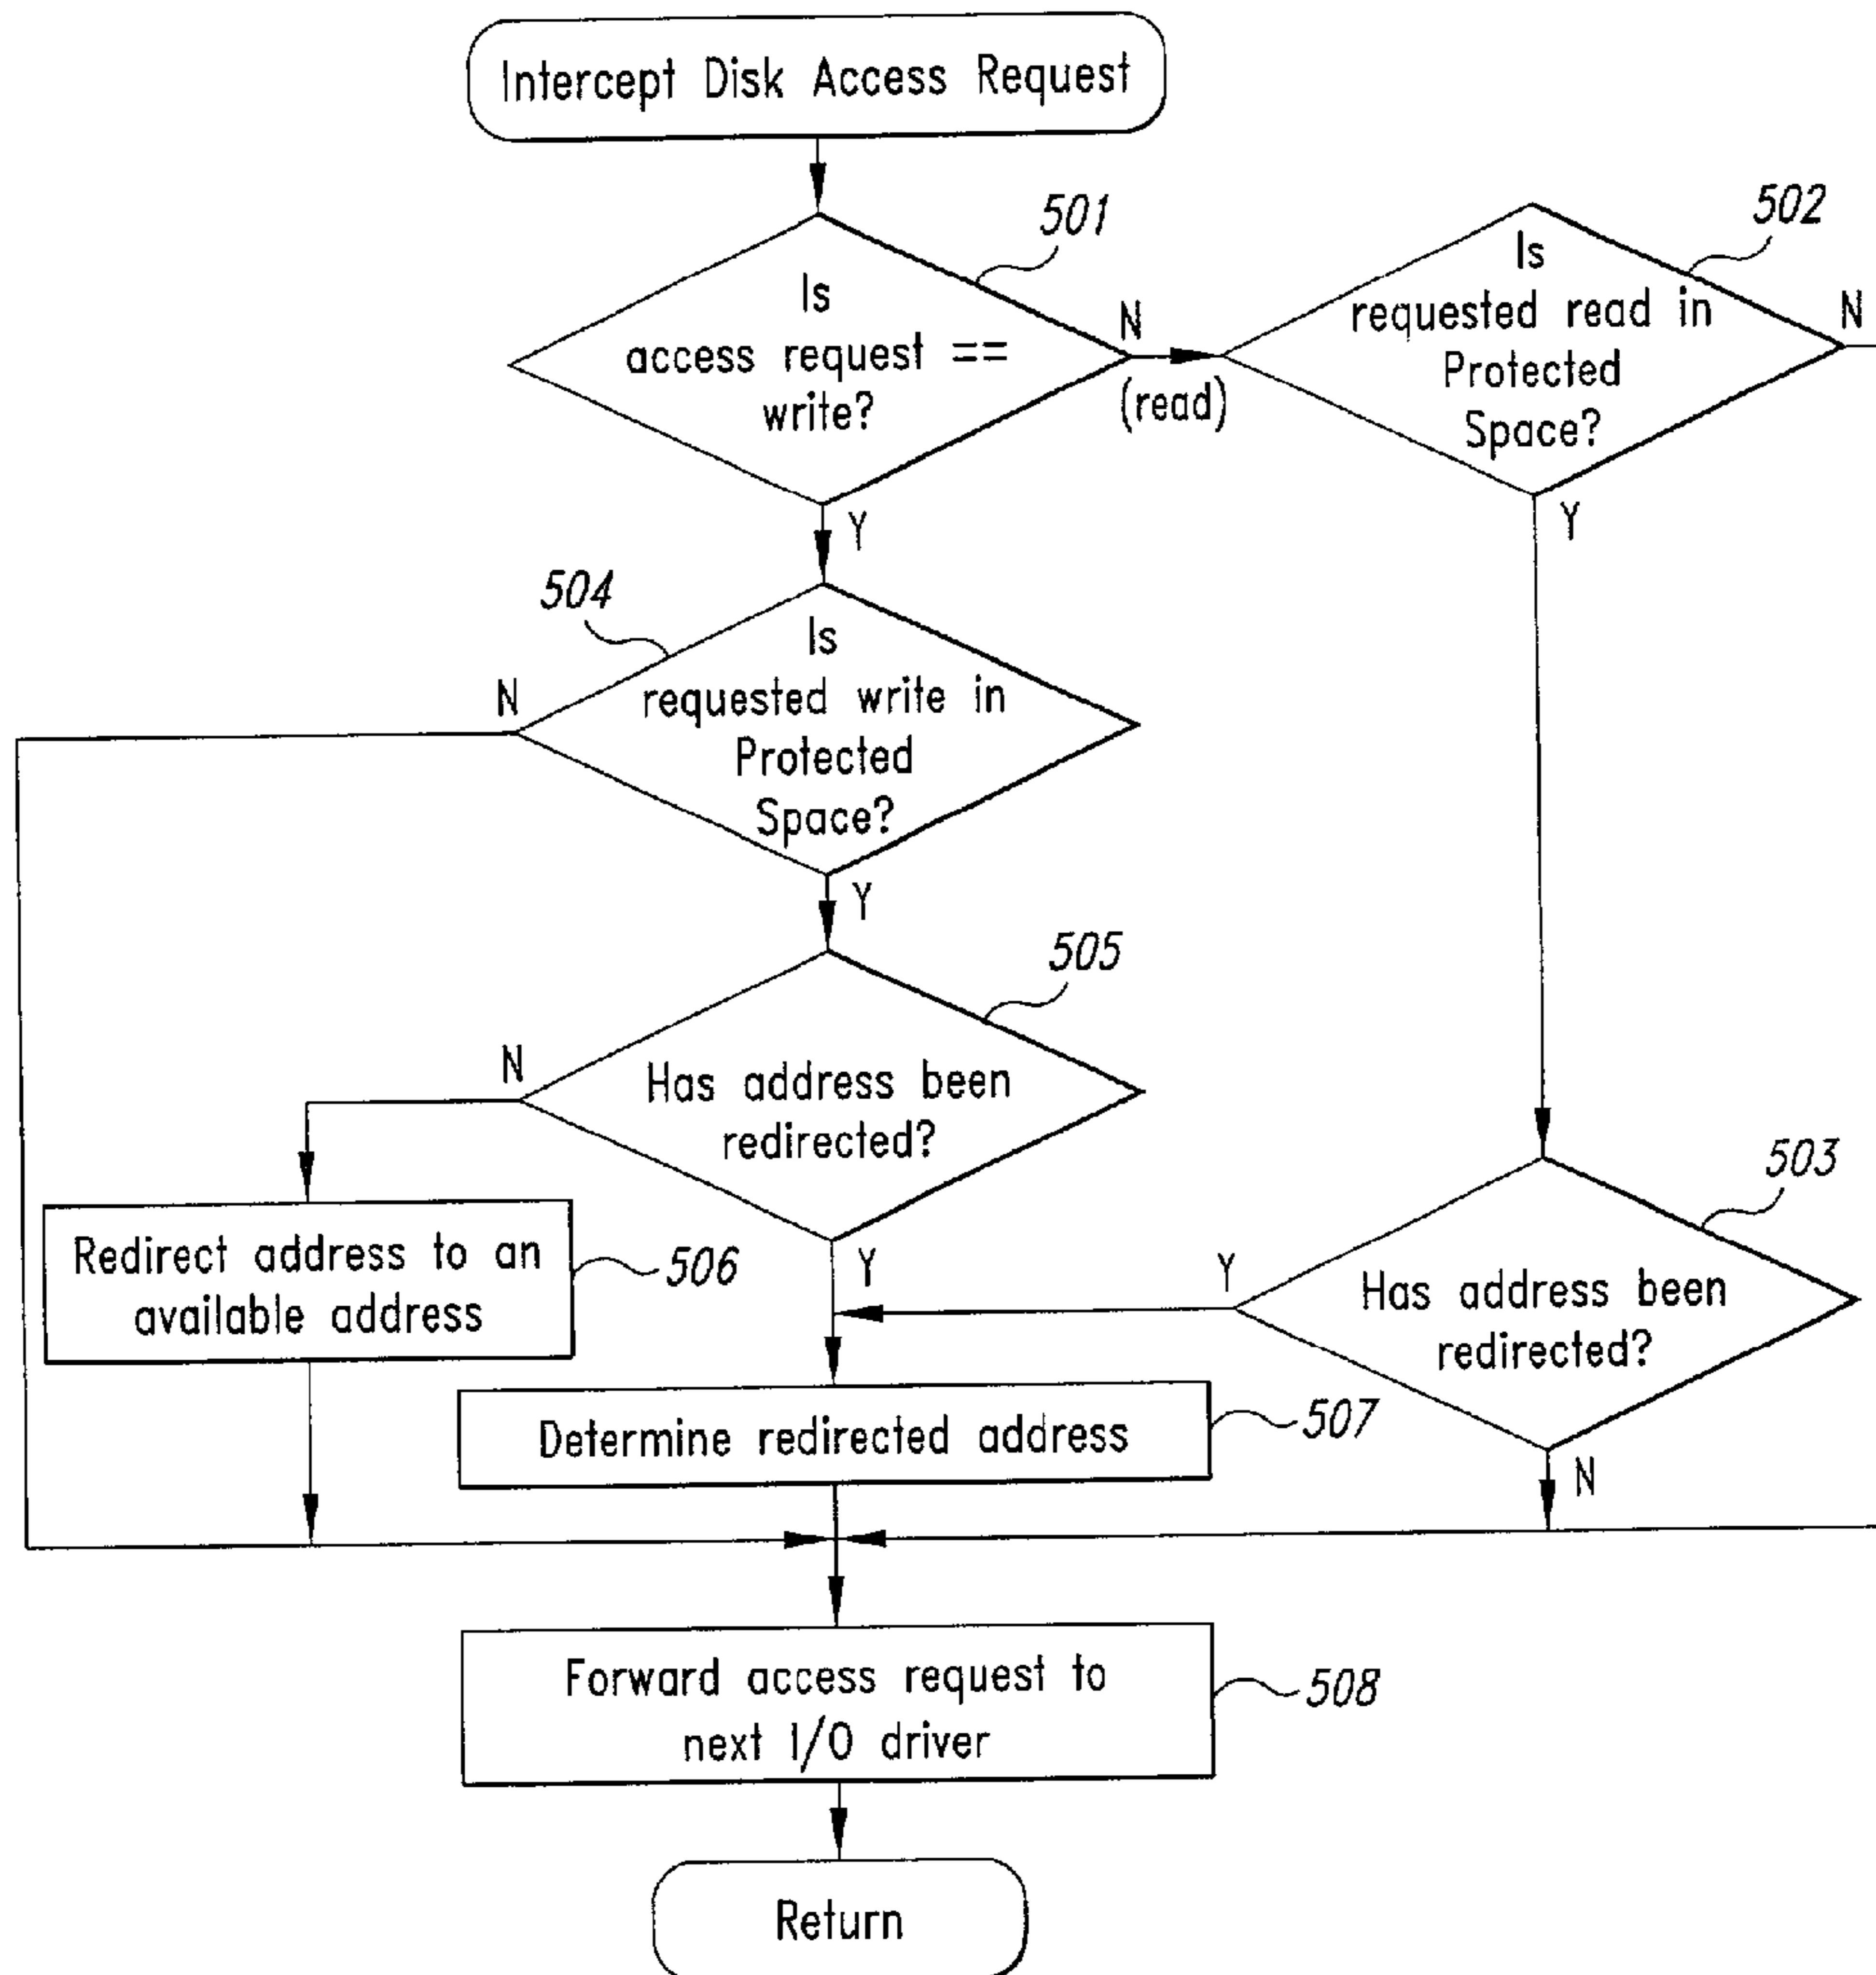 Intercept Disk Access Request
501
Is
access request ==
write?
N
(read)
Y
502
Is
requested read in
Protected
Space?
N
Y
504
Is
requested write in
Protected
Space?
N
Y
505
Has address been
redirected?
N
Y
503
Has address been
redirected?
Y
N
Redirect address to an
available address
506
Determine redirected address
507
Forward access request to
next I/O driver
508
Return